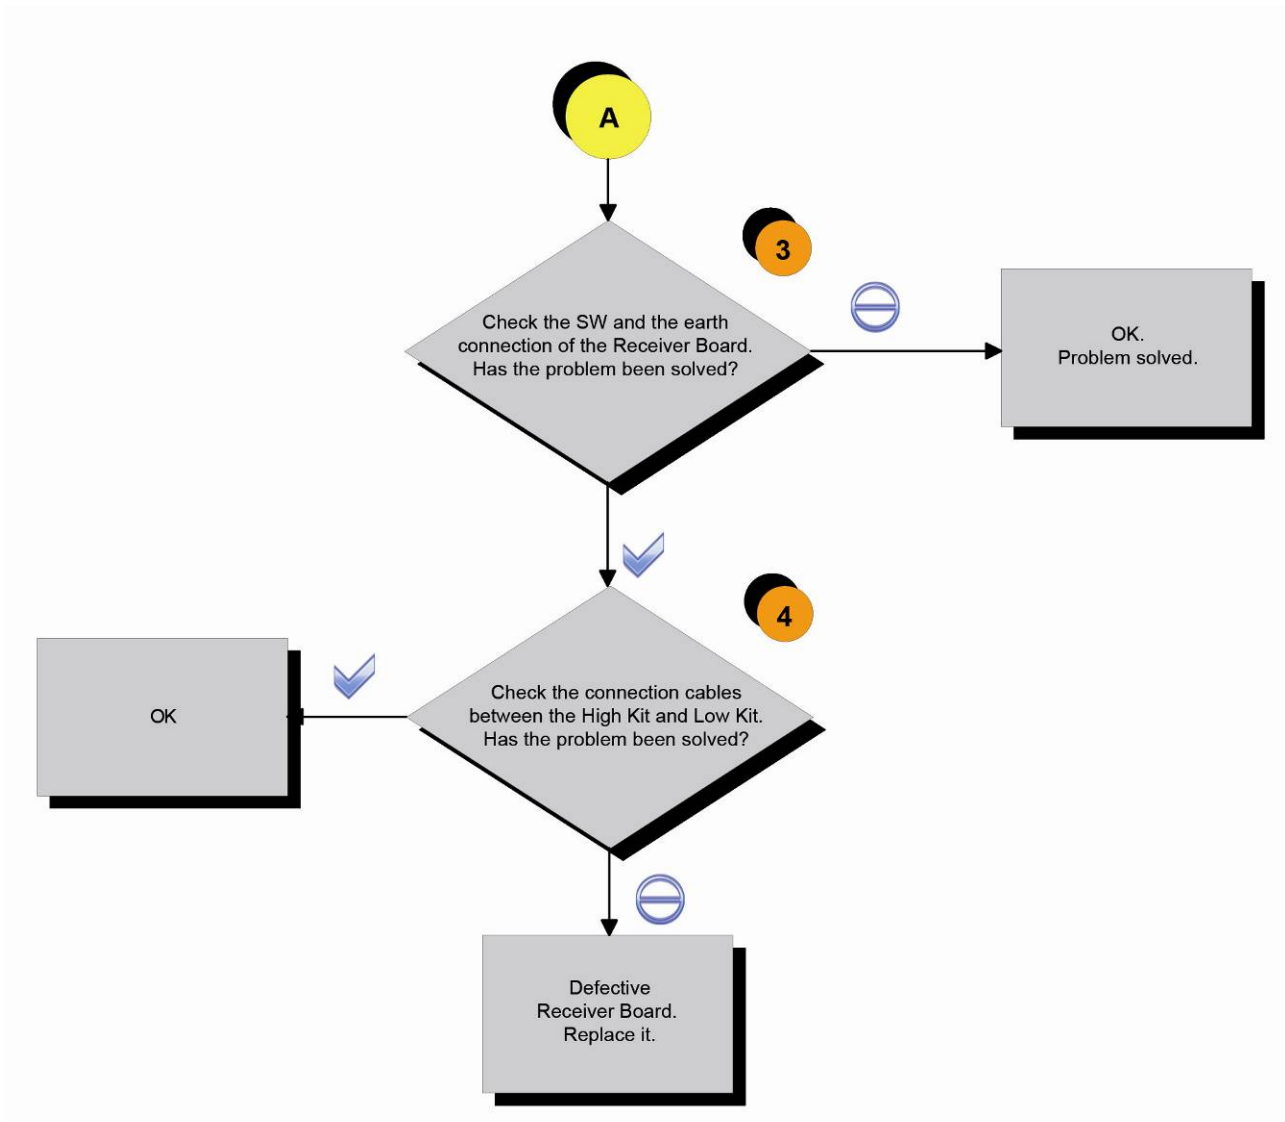 A
3
Check the SW and the earth
connection of the Receiver Board.
Has the problem been solved?
OK.
Problem solved.
4
Check the connection cables
between the High Kit and Low Kit.
Has the problem been solved?
OK
Defective
Receiver Board.
Replace it.